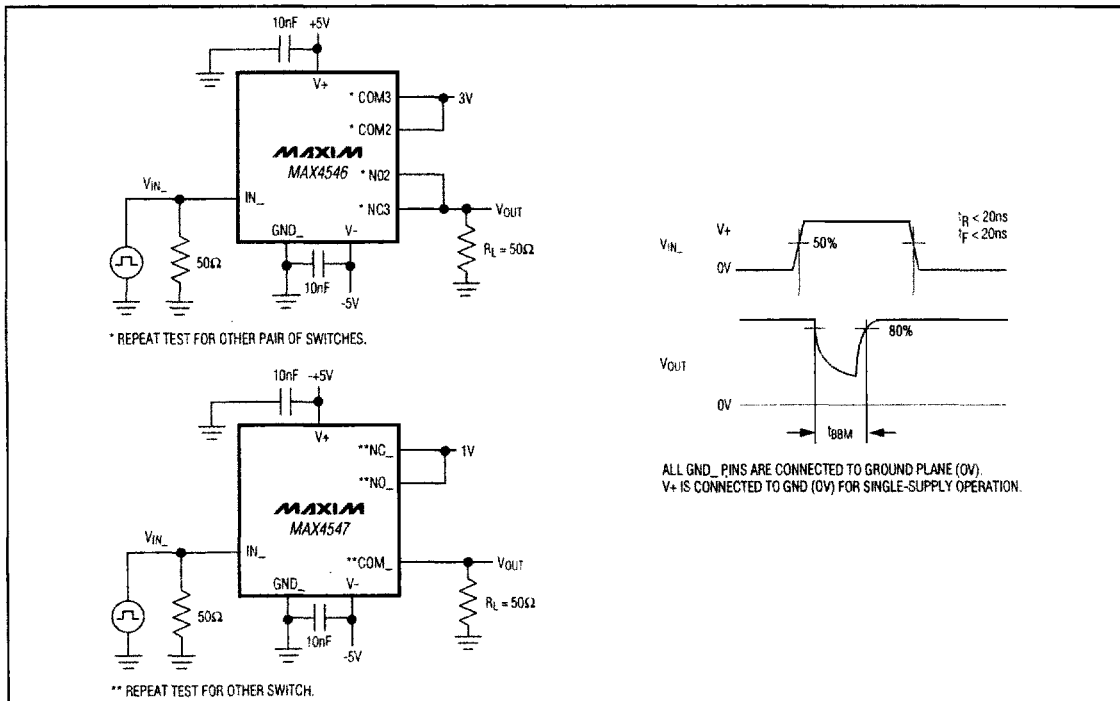 10nF +5V
V+
* COM3
3V
* COM2
MAXIM
MAX4546
* NO2
VIN_
IN_
* NC3
VOUT
GND_ V-
RL = 50Ω
50Ω
10nF
-5V
* REPEAT TEST FOR OTHER PAIR OF SWITCHES.
10nF -+5V
V+
**NC_
1V
**NO_
MAXIM
MAX4547
VIN_
IN_
**COM_
VOUT
GND_ V-
RL = 50Ω
50Ω
10nF
-5V
** REPEAT TEST FOR OTHER SWITCH.
tR < 20ns
tF < 20ns
V+
VIN_
50%
0V
80%
VOUT
0V
tBBM
ALL GND_ PINS ARE CONNECTED TO GROUND PLANE (0V).
V+ IS CONNECTED TO GND (0V) FOR SINGLE-SUPPLY OPERATION.